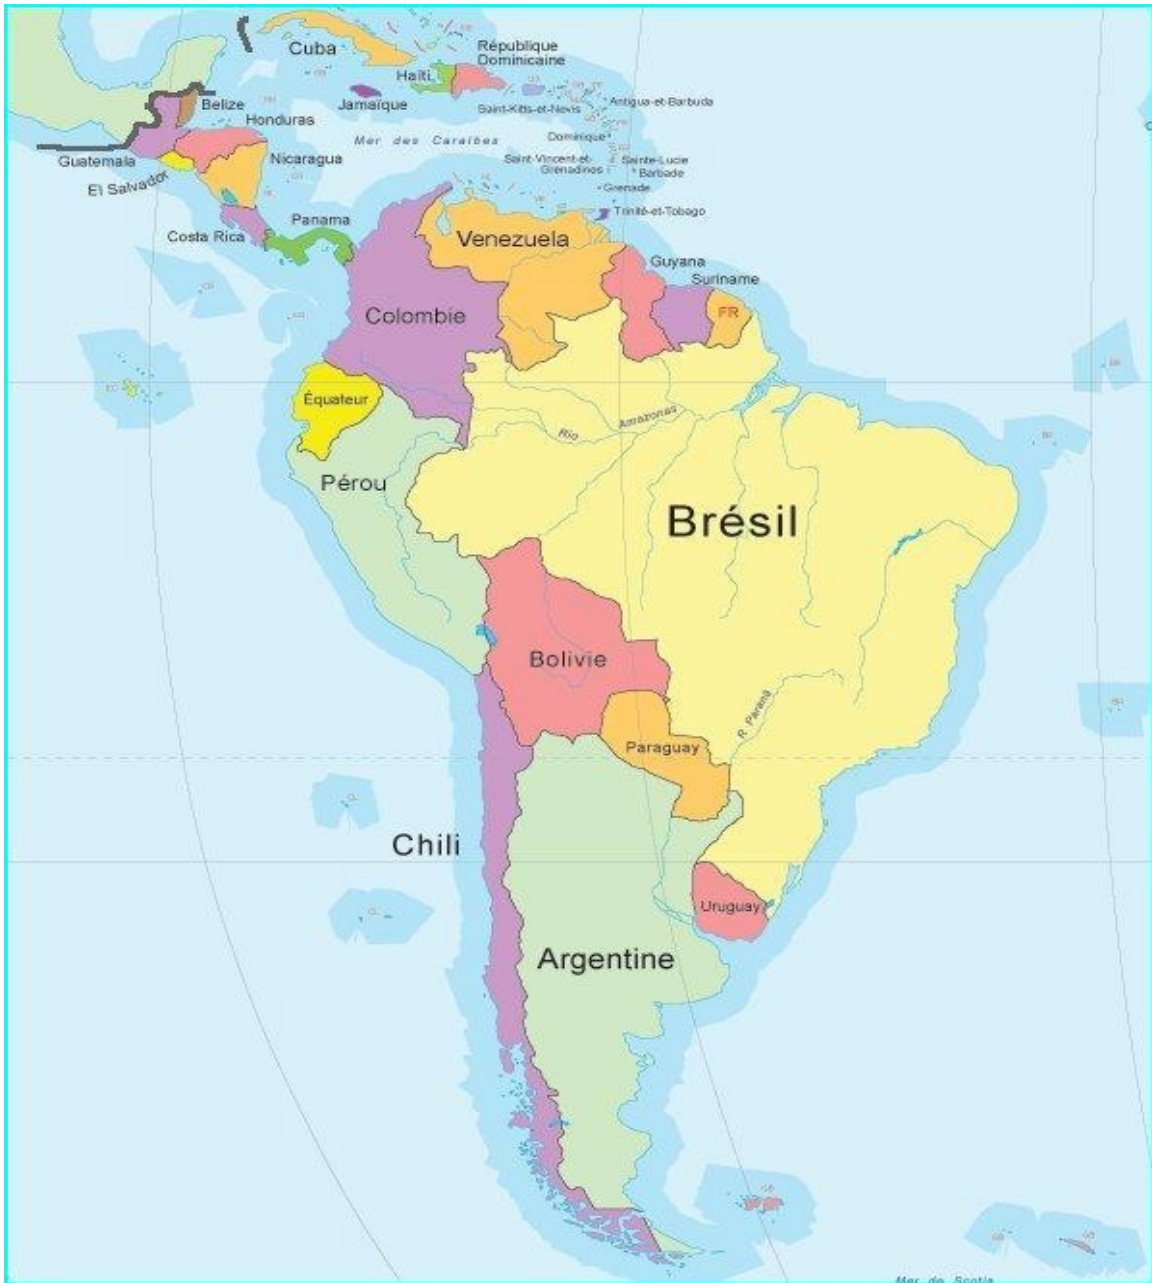 Cuba
République
Dominicaine
Haïti
Belize
Jamaïque
Saint-Kitts-et-Nevis
Antigua-et-Barbuda
Honduras
Mer des Caraïbes
Dominique
Guatemala
Nicaragua
Saint-Vincent-et-
Grenadines
Sainte-Lucie
Barbade
El Salvador
Grenade
Trinité-et-Tobago
Panama
Costa Rica
Venezuela
Guyana
Suriname
Colombie
FR
Équateur
Rio Amazonas
Pérou
Brésil
Bolivie
R Paraná
Paraguay
Chili
Uruguay
Argentine
Mer de Scotia